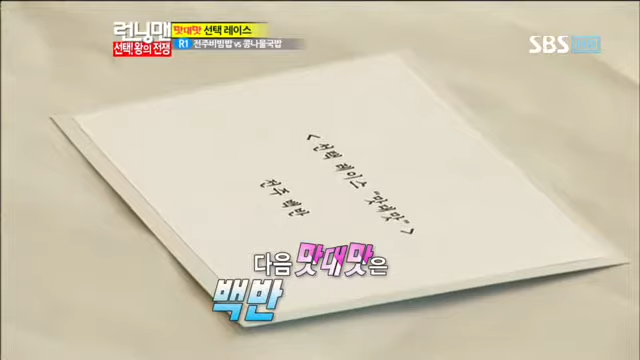 런닝맨
선택! 왕의 전쟁
맛대맛 선택 레이스
R1 전주비빔밥 vs 콩나물국밥
SBS HD
< 선택 레이스 "맛대맛" >
전주 백반
다음 맛대맛은
백반